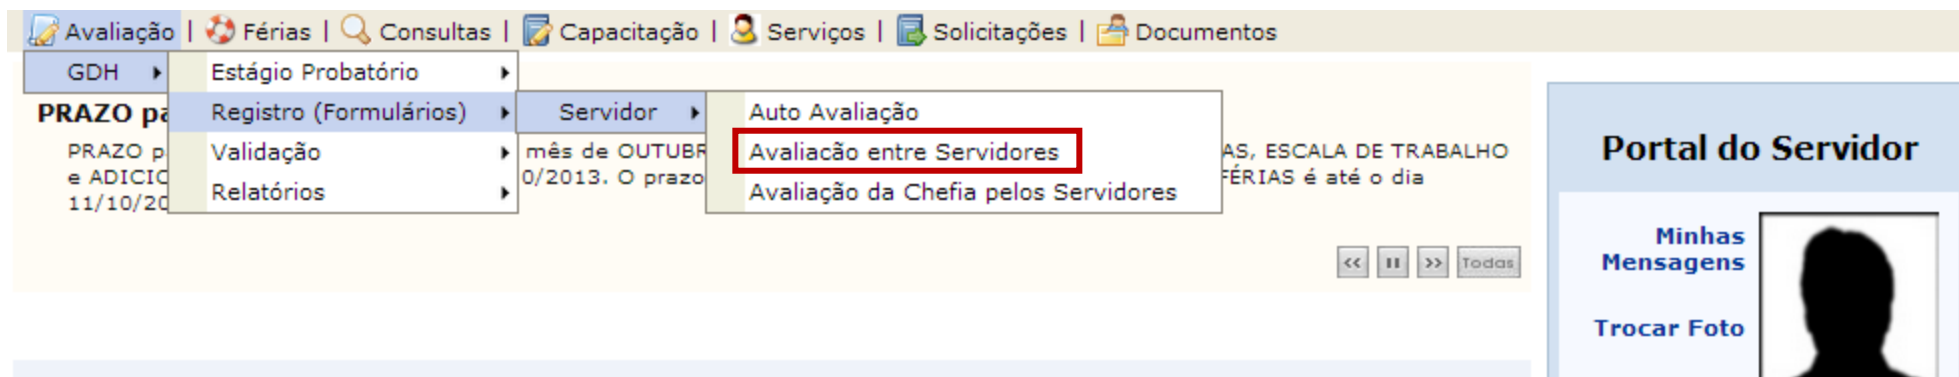 Avaliação | Férias | Consultas | Capacitação | Serviços | Solicitações | Documentos
GDH Estágio Probatório
PRAZO pa Registro (Formulários) Servidor Auto Avaliação
PRAZO p Validação mês de OUTUBR Avaliacão entre Servidores AS, ESCALA DE TRABALHO
e ADICIC Relatórios 0/2013. O prazo Avaliação da Chefia pelos Servidores FÉRIAS é até o dia
11/10/20
<< II >> Todas
Portal do Servidor
Minhas
Mensagens
Trocar Foto